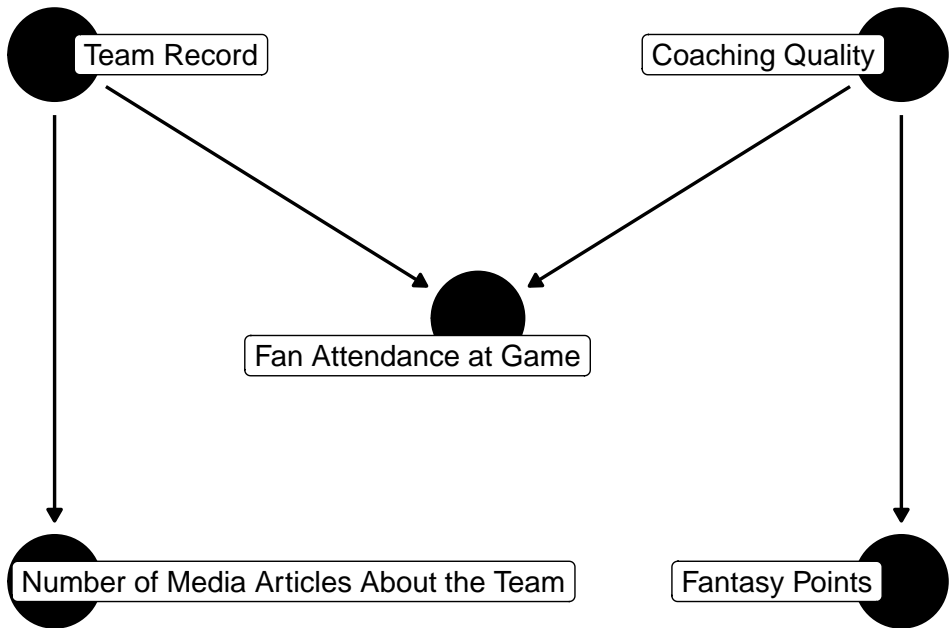 Team Record
Coaching Quality
Fan Attendance at Game
Number of Media Articles About the Team
Fantasy Points